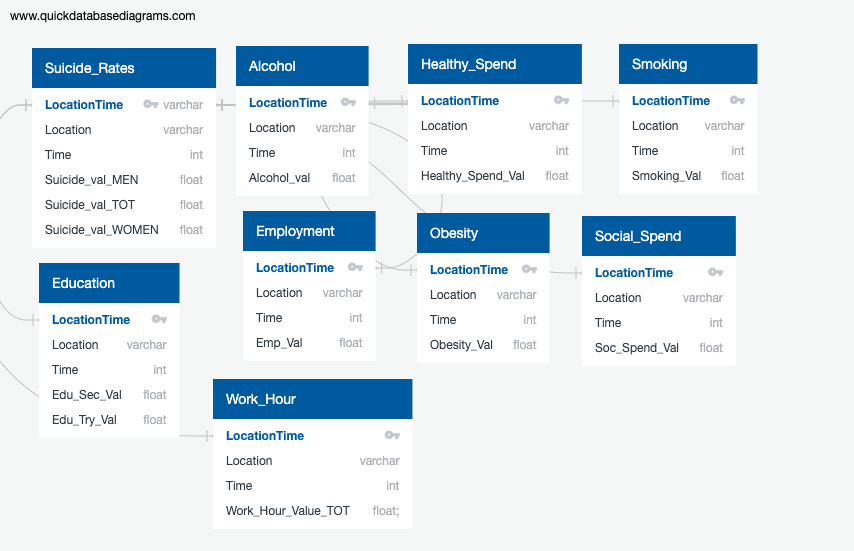 www.quickdatabasediagrams.com
Suicide_Rates
LocationTime varchar
Location varchar
Time int
Suicide_val_MEN float
Suicide_val_TOT float
Suicide_val_WOMEN float
Alcohol
LocationTime
Location varchar
Time int
Alcohol_val float
Healthy_Spend
LocationTime
Location varchar
Time int
Healthy_Spend_Val float
Smoking
LocationTime
Location varchar
Time int
Smoking_Val float
Employment
LocationTime
Location varchar
Time int
Emp_Val float
Obesity
LocationTime
Location varchar
Time int
Obesity_Val float
Social_Spend
LocationTime
Location varchar
Time int
Soc_Spend_Val float
Education
LocationTime
Location varchar
Time int
Edu_Sec_Val float
Edu_Try_Val float
Work_Hour
LocationTime
Location varchar
Time int
Work_Hour_Value_TOT float;